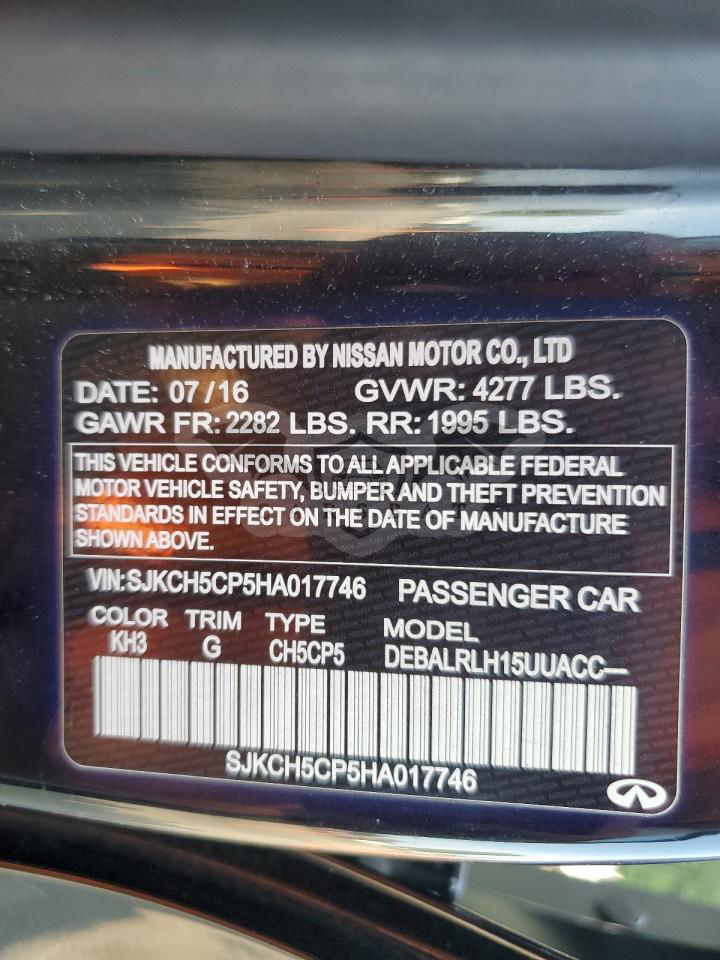 MANUFACTURED BY NISSAN MOTOR CO., LTD
DATE: 07/16 GVWR: 4277 LBS.
GAWR FR: 2282 LBS. RR: 1995 LBS.
THIS VEHICLE CONFORMS TO ALL APPLICABLE FEDERAL
MOTOR VEHICLE SAFETY, BUMPER AND THEFT PREVENTION
STANDARDS IN EFFECT ON THE DATE OF MANUFACTURE
SHOWN ABOVE.
VIN:SJKCH5CP5HA017746 PASSENGER CAR
COLOR TRIM TYPE MODEL
KH3 G CH5CP5 DEBALRLH15UUACC—
SJKCH5CP5HA017746